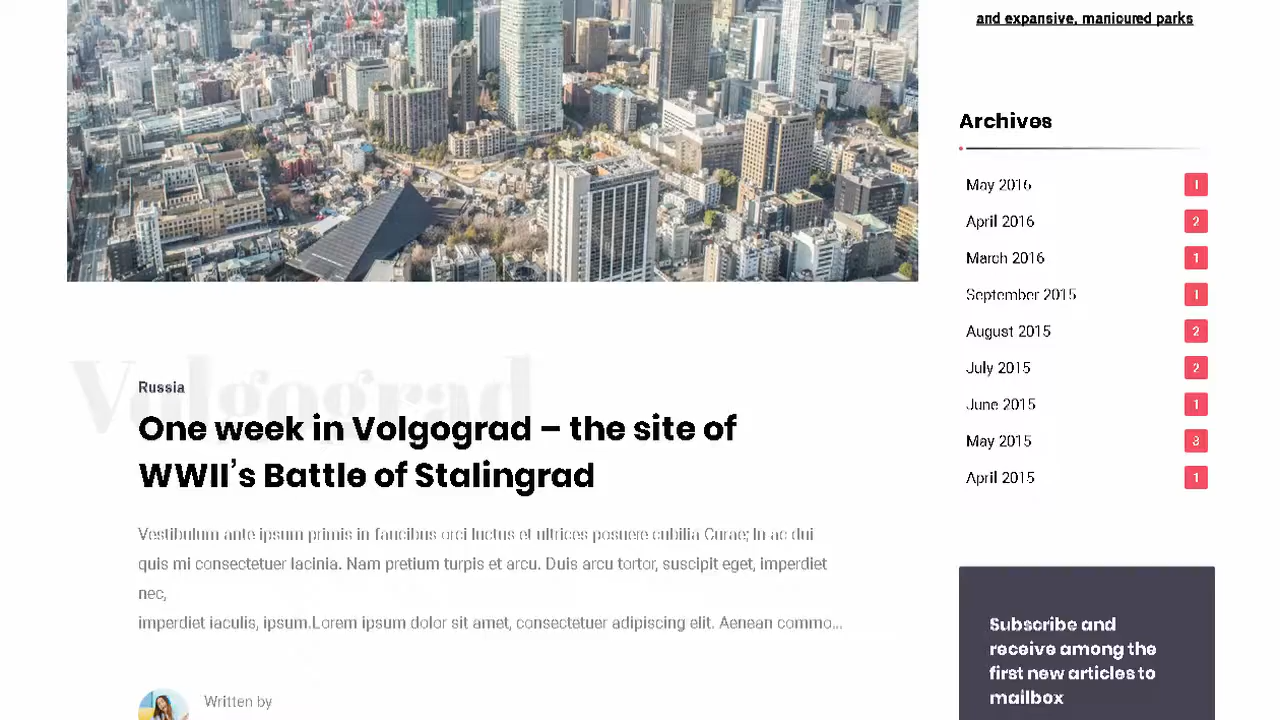 and expansive, manioured parks
Archives
May 2016 1
April 2016 2
March 2016 1
September 2015 1
August 2015 2
July 2015 2
June 2015 1
May 2015 3
April 2015 1
Volgograd
Russia
One week in Volgograd – the site of
WWII's Battle of Stalingrad
Vestibulum ante ipsum primis in faucibus orci luctus et ultrices posuere cubilia Curae; In ac dui
quis mi consectetuer lacinia. Nam pretium turpis et arcu. Duis arcu tortor, suscipit eget, imperdiet
nec,
imperdiet iaculis, ipsum.Lorem ipsum dolor sit amet, consectetuer adipiscing elit. Aenean commo...
Written by
Subscribe and
receive among the
first new articles to
mailbox